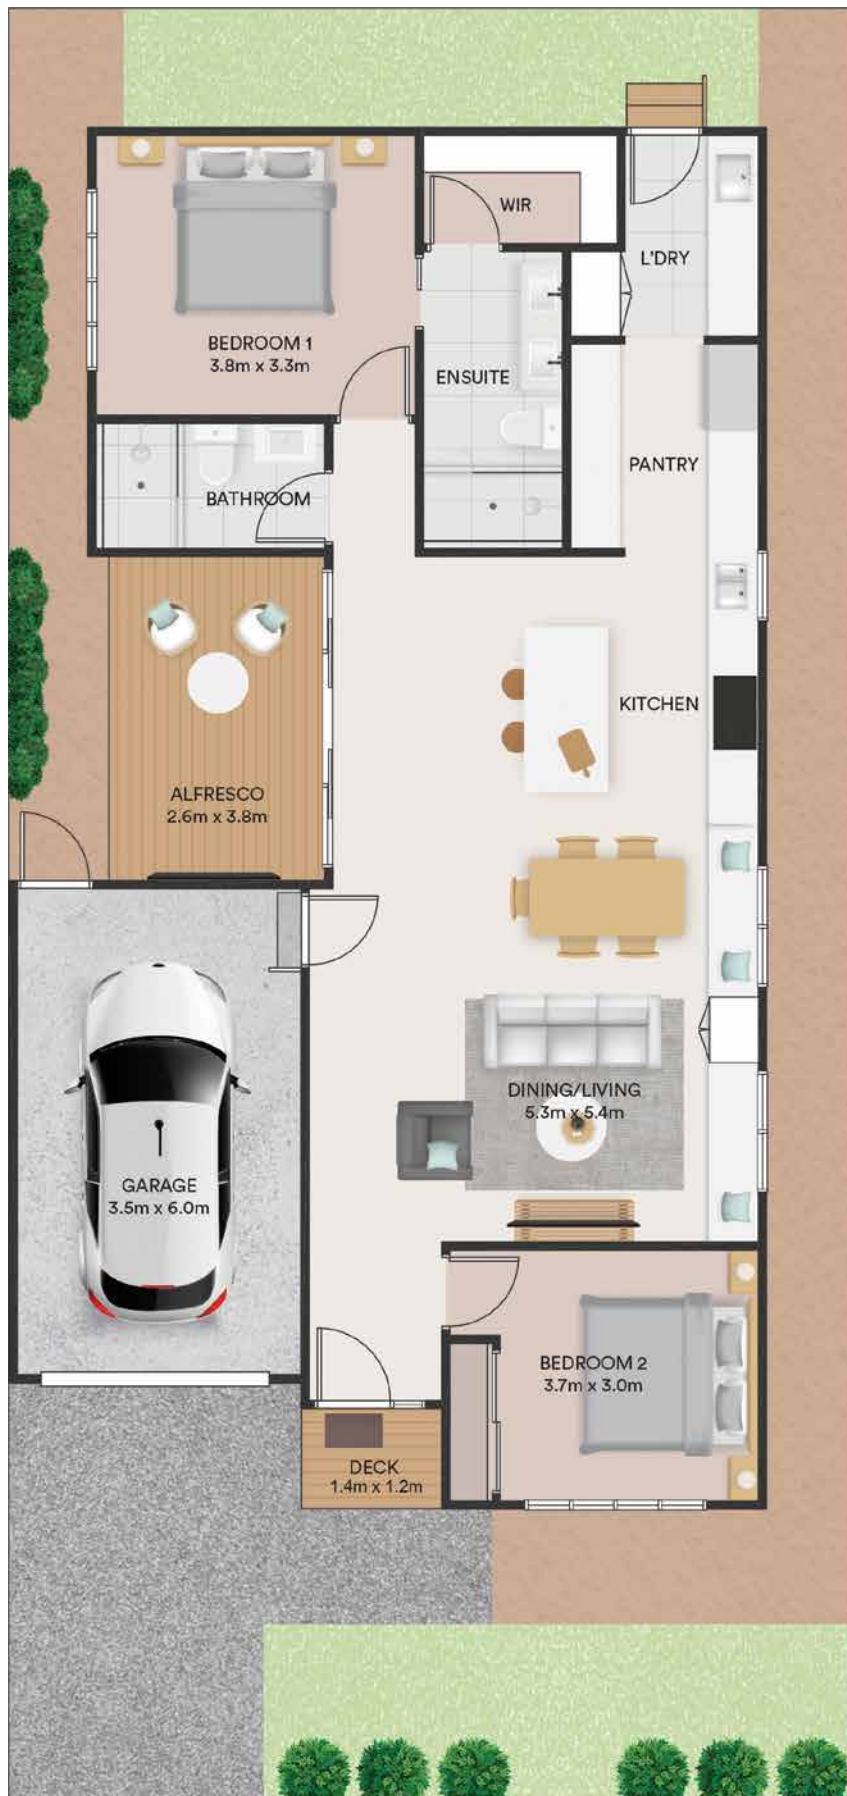 WIR
L'DRY
BEDROOM 1
3.8m x 3.3m
ENSUITE
PANTRY
BATHROOM
KITCHEN
ALFRESCO
2.6m x 3.8m
DINING/LIVING
5.3m x 5.4m
GARAGE
3.5m x 6.0m
BEDROOM 2
3.7m x 3.0m
DECK
1.4m x 1.2m